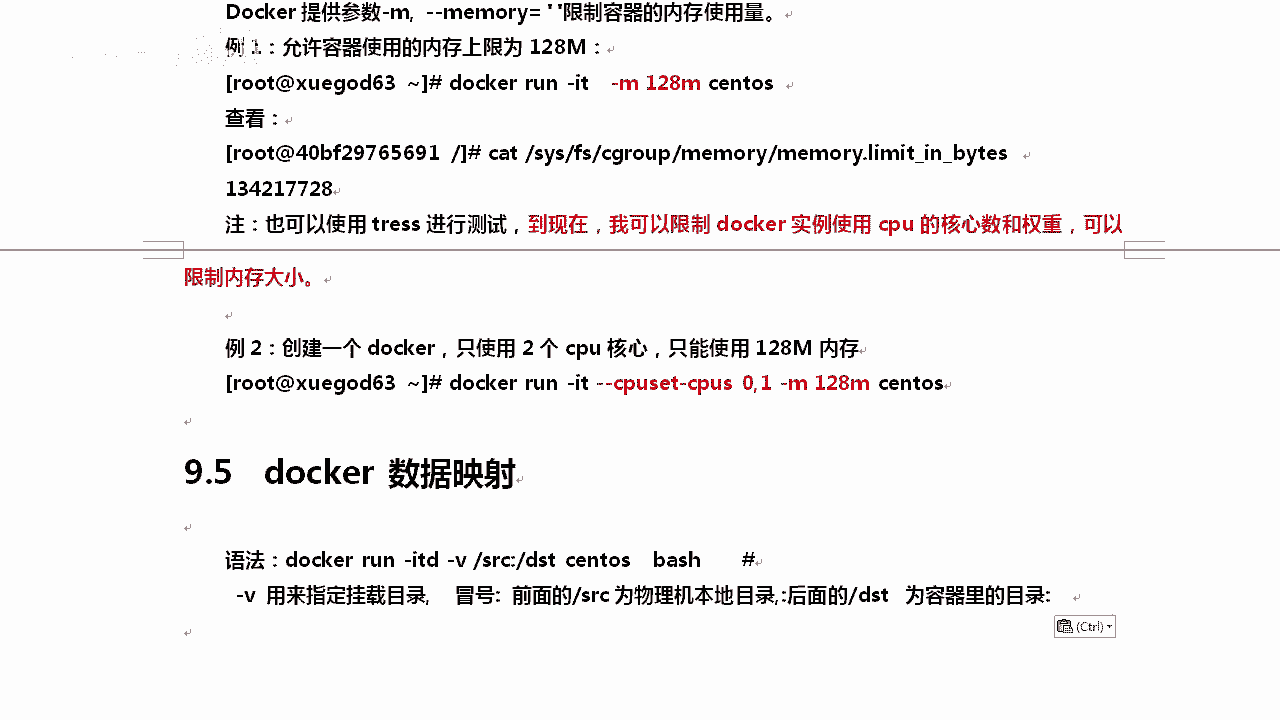 Docker 提供参数-m, --memory=' '限制容器的内存使用量。
例 1：允许容器使用的内存上限为 128M：
[root@xuegod63 ~]# docker run -it -m 128m centos
查看：
[root@40bf29765691 /]# cat /sys/fs/cgroup/memory/memory.limit_in_bytes
134217728
注：也可以使用 tress 进行测试，到现在，我可以限制 docker 实例使用 cpu 的核心数和权重，可以
限制内存大小。
例 2：创建一个 docker，只使用 2 个 cpu 核心，只能使用 128M 内存
[root@xuegod63 ~]# docker run -it --cpuset-cpus 0,1 -m 128m centos
9.5 docker 数据映射
语法：docker run -itd -v /src:/dst centos bash #
-v 用来指定挂载目录, 冒号: 前面的/src 为物理机本地目录,:后面的/dst 为容器里的目录:
(Ctrl)